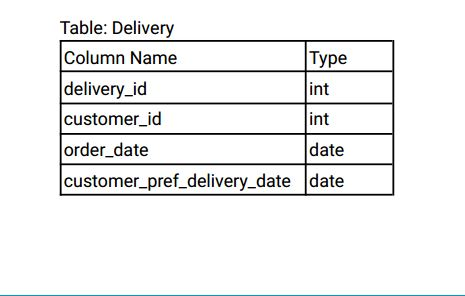 Table: Delivery
Column Name Type
delivery_id int
customer_id int
order_date date
customer_pref_delivery_date date